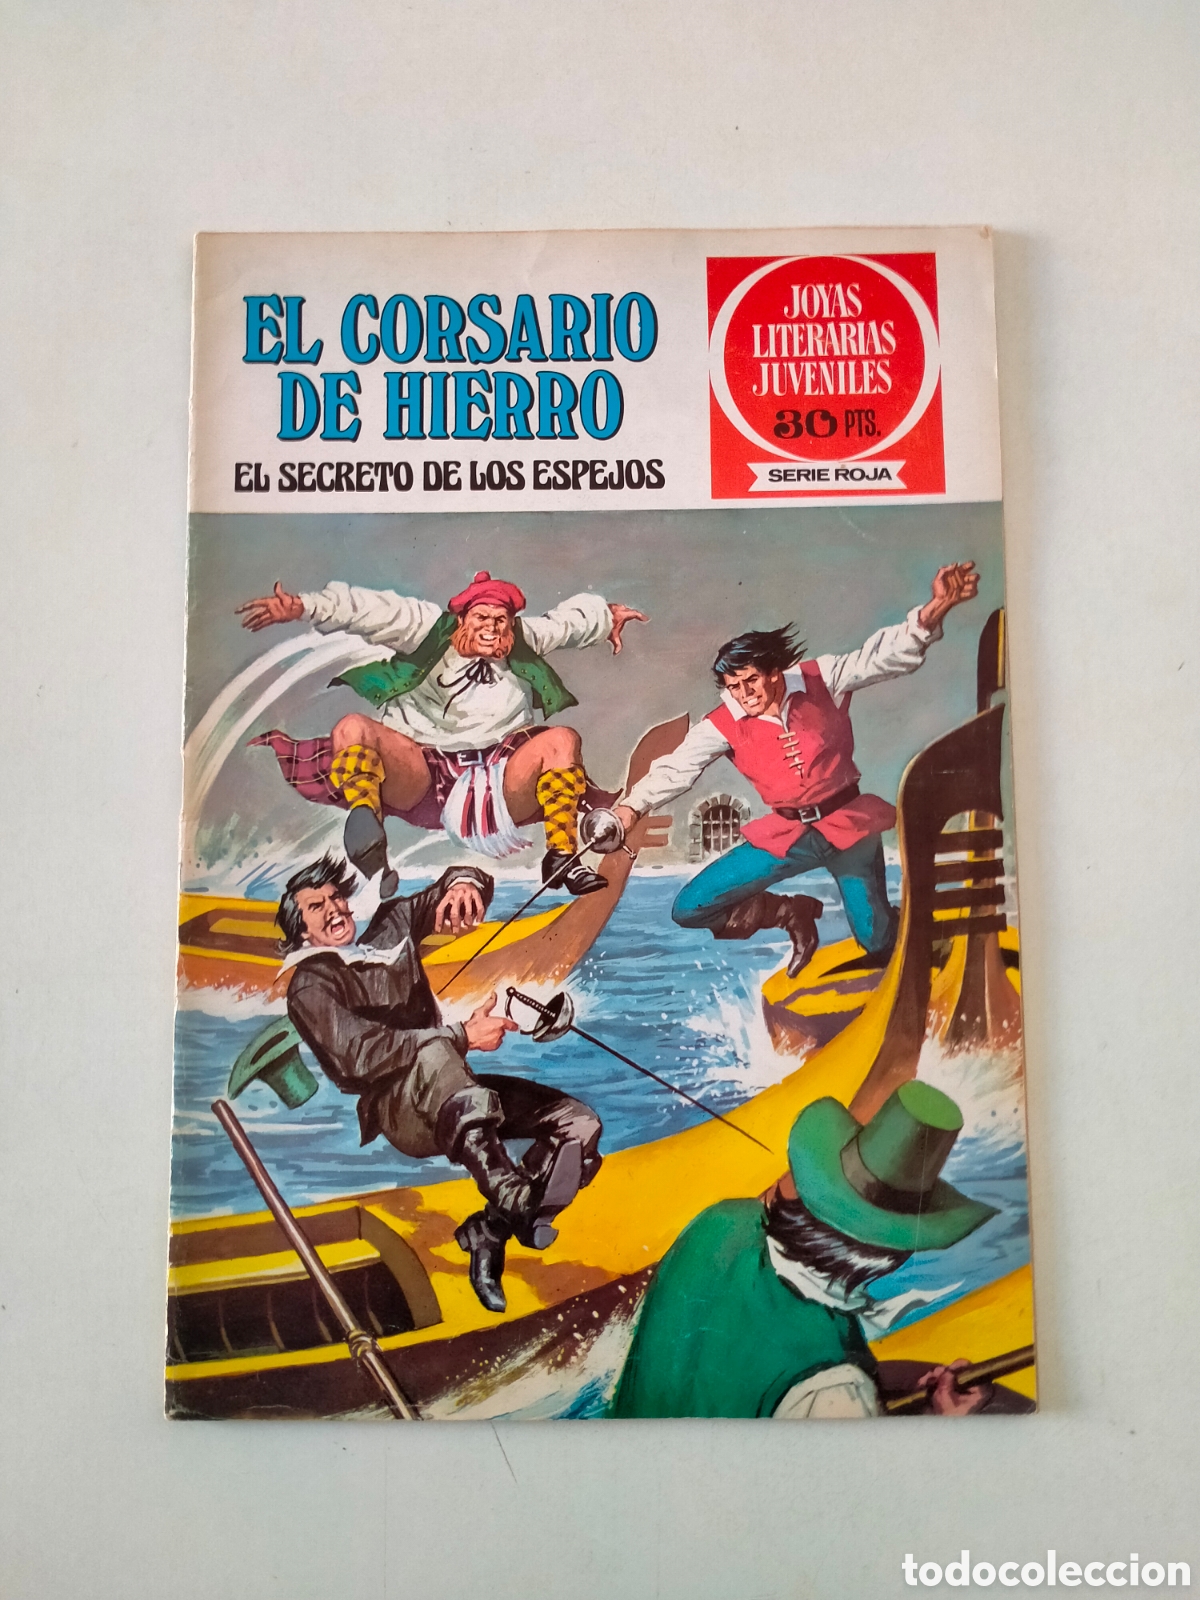 EL CORSARIO
DE HIERRO
EL SECRETO DE LOS ESPEJOS
JOYAS
LITERARIAS
JUVENILES
30 PTS.
SERIE ROJA
todocoleccion